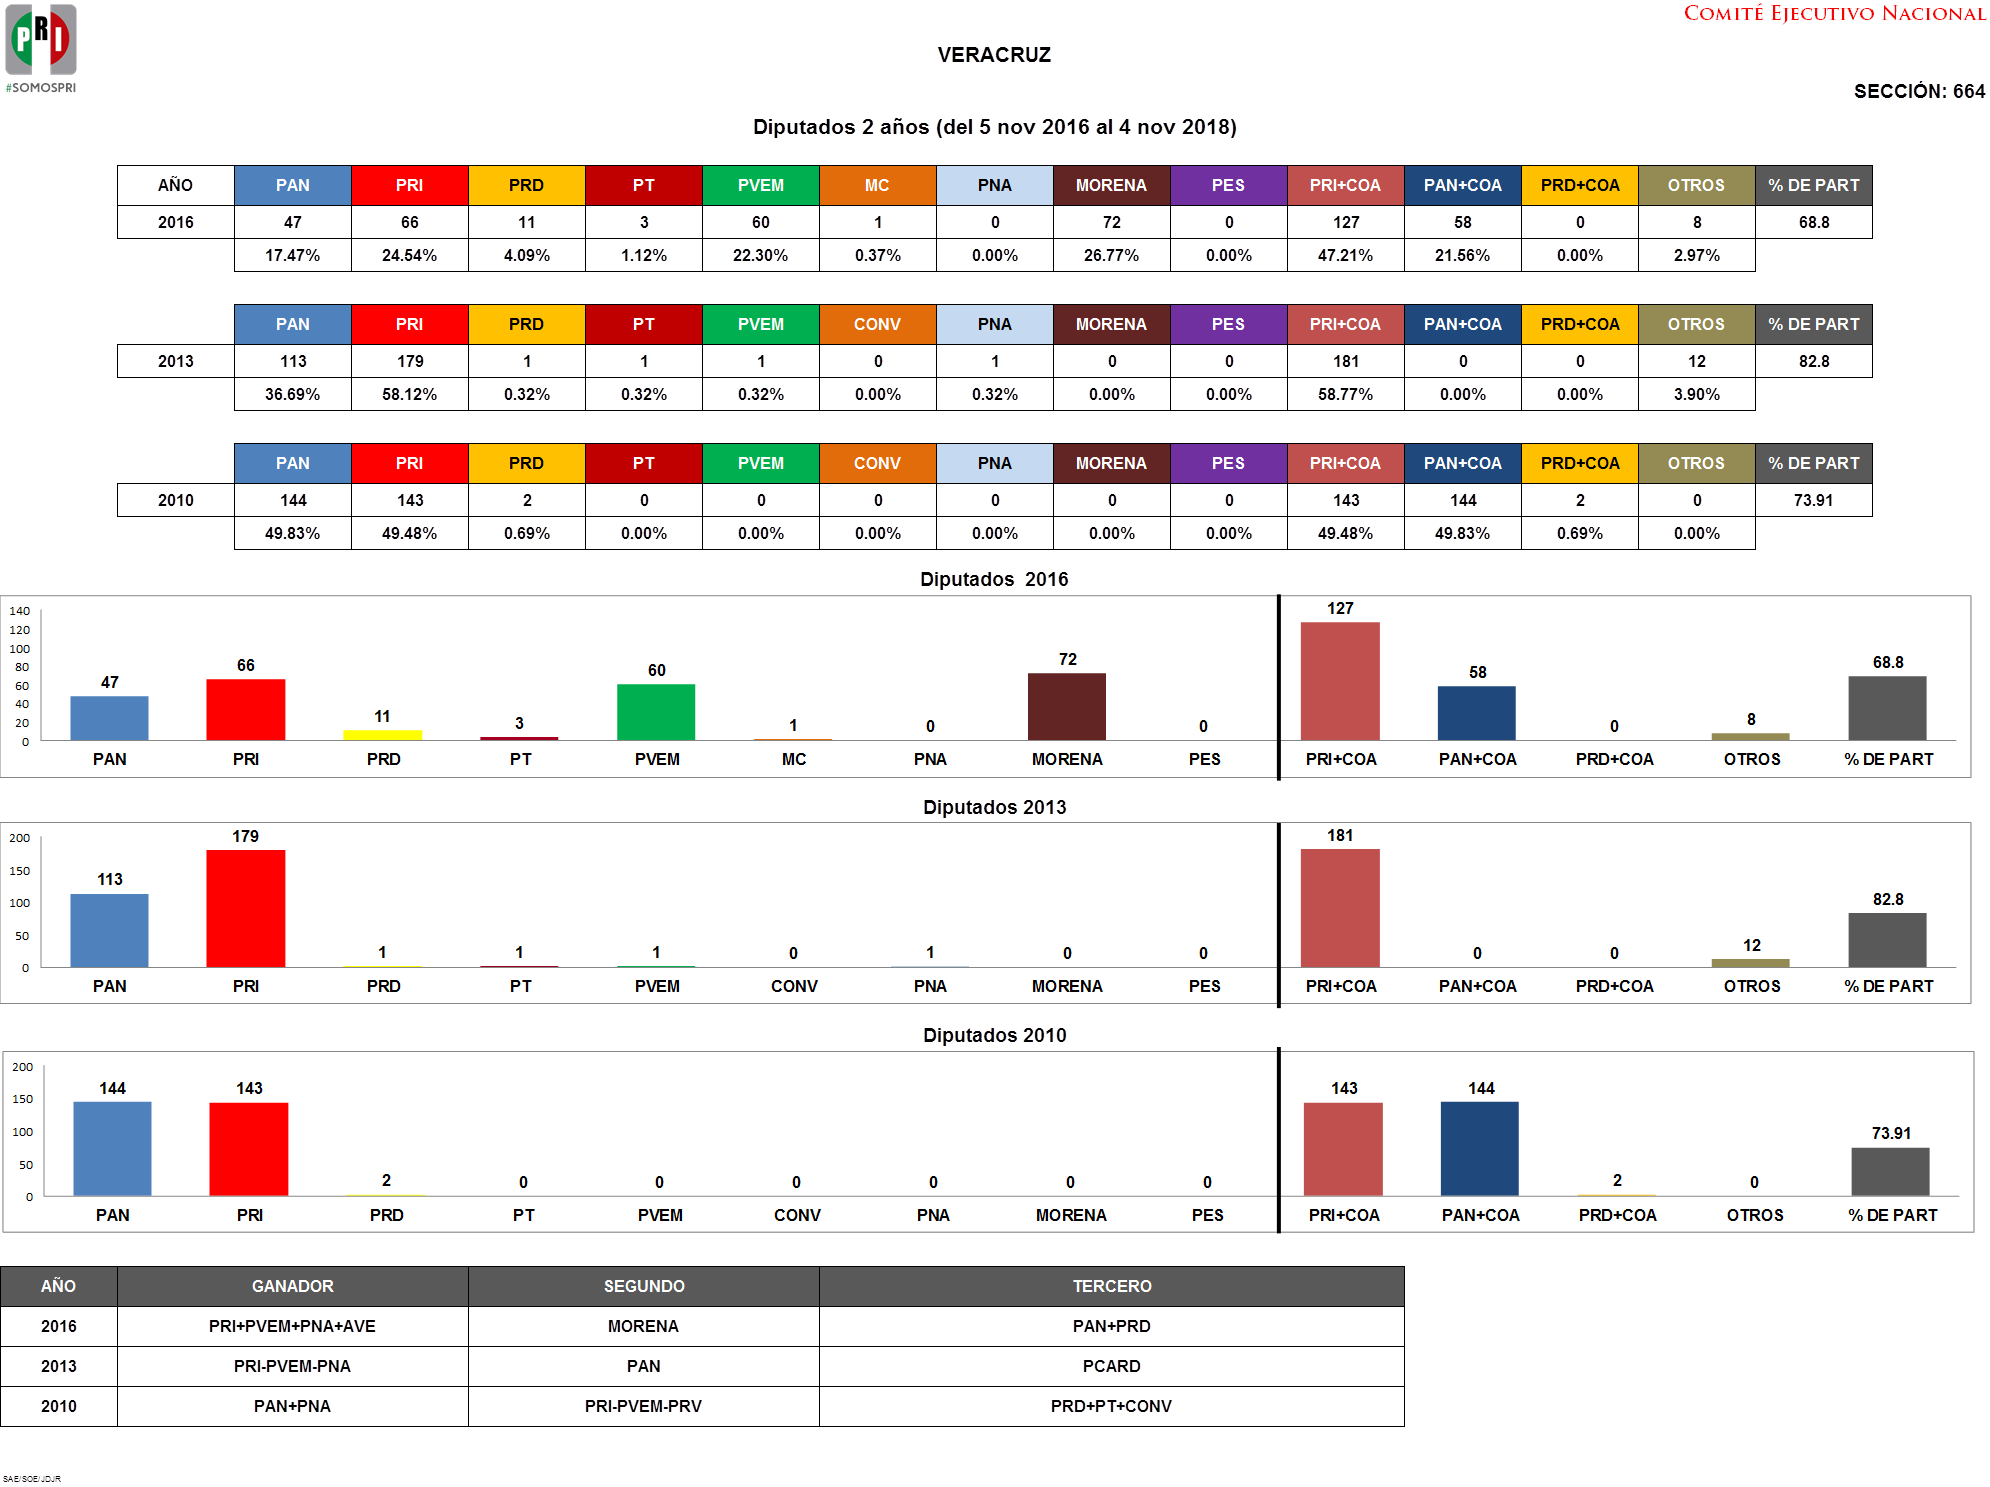 COMITÉ EJECUTIVO NACIONAL
PRI
#SOMOSPRI
VERACRUZ
SECCIÓN: 664
Diputados 2 años (del 5 nov 2016 al 4 nov 2018)
AÑO PAN PRI PRD PT PVEM MC PNA MORENA PES PRI+COA PAN+COA PRD+COA OTROS % DE PART
2016 47 66 11 3 60 1 0 72 0 127 58 0 8 68.8
17.47% 24.54% 4.09% 1.12% 22.30% 0.37% 0.00% 26.77% 0.00% 47.21% 21.56% 0.00% 2.97%
PAN PRI PRD PT PVEM CONV PNA MORENA PES PRI+COA PAN+COA PRD+COA OTROS % DE PART
2013 113 179 1 1 1 0 1 0 0 181 0 0 12 82.8
36.69% 58.12% 0.32% 0.32% 0.32% 0.00% 0.32% 0.00% 0.00% 58.77% 0.00% 0.00% 3.90%
PAN PRI PRD PT PVEM CONV PNA MORENA PES PRI+COA PAN+COA PRD+COA OTROS % DE PART
2010 144 143 2 0 0 0 0 0 0 143 144 2 0 73.91
49.83% 49.48% 0.69% 0.00% 0.00% 0.00% 0.00% 0.00% 0.00% 49.48% 49.83% 0.69% 0.00%
Diputados 2016
140
120
100
80
60
40
20
0
47 66 11 3 60 1 0 72 0 127 58 0 8 68.8
PAN PRI PRD PT PVEM MC PNA MORENA PES PRI+COA PAN+COA PRD+COA OTROS % DE PART
Diputados 2013
200
150
100
50
0
113 179 1 1 1 0 1 0 0 181 0 0 12 82.8
PAN PRI PRD PT PVEM CONV PNA MORENA PES PRI+COA PAN+COA PRD+COA OTROS % DE PART
Diputados 2010
200
150
100
50
0
144 143 2 0 0 0 0 0 0 143 144 2 0 73.91
PAN PRI PRD PT PVEM CONV PNA MORENA PES PRI+COA PAN+COA PRD+COA OTROS % DE PART
AÑO GANADOR SEGUNDO TERCERO
2016 PRI+PVEM+PNA+AVE MORENA PAN+PRD
2013 PRI-PVEM-PNA PAN PCARD
2010 PAN+PNA PRI-PVEM-PRV PRD+PT+CONV
SAE/SOE/JDJR